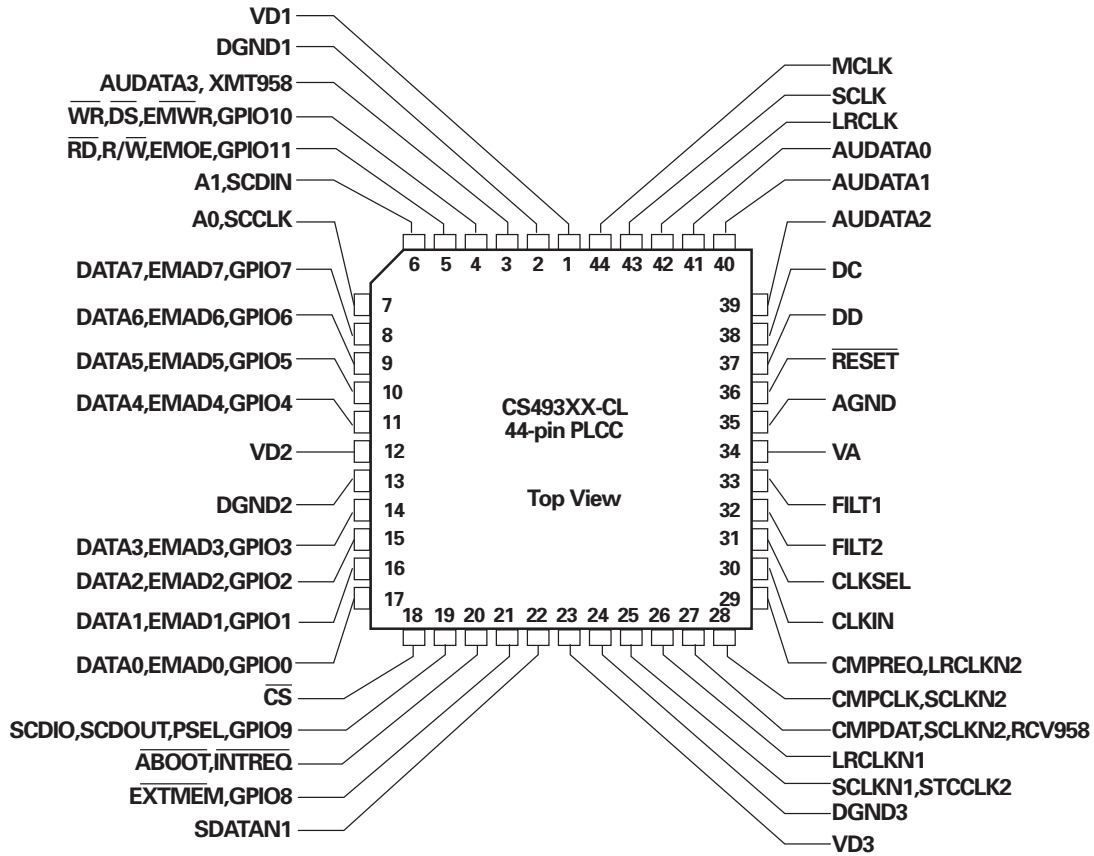 VD1
DGND1
AUDATA3, XMT958
WR,DS,EMWR,GPIO10
RD,R/W,EMOE,GPIO11
A1,SCDIN
A0,SCCLK
DATA7,EMAD7,GPIO7
DATA6,EMAD6,GPIO6
DATA5,EMAD5,GPIO5
DATA4,EMAD4,GPIO4
VD2
DGND2
DATA3,EMAD3,GPIO3
DATA2,EMAD2,GPIO2
DATA1,EMAD1,GPIO1
DATA0,EMAD0,GPIO0
CS
SCDIO,SCDOUT,PSEL,GPIO9
ABOOT,INTREQ
EXTMEM,GPIO8
SDATAN1
6 5 4 3 2 1 44 43 42 41 40
7
8
9
10
11
12
13
14
15
16
17
CS493XX-CL
44-pin PLCC
Top View
39
38
37
36
35
34
33
32
31
30
29
18 19 20 21 22 23 24 25 26 27 28
MCLK
SCLK
LRCLK
AUDATA0
AUDATA1
AUDATA2
DC
DD
RESET
AGND
VA
FILT1
FILT2
CLKSEL
CLKIN
CMPREQ,LRCLKN2
CMPCLK,SCLKN2
CMPDAT,SCLKN2,RCV958
LRCLKN1
SCLKN1,STCCLK2
DGND3
VD3